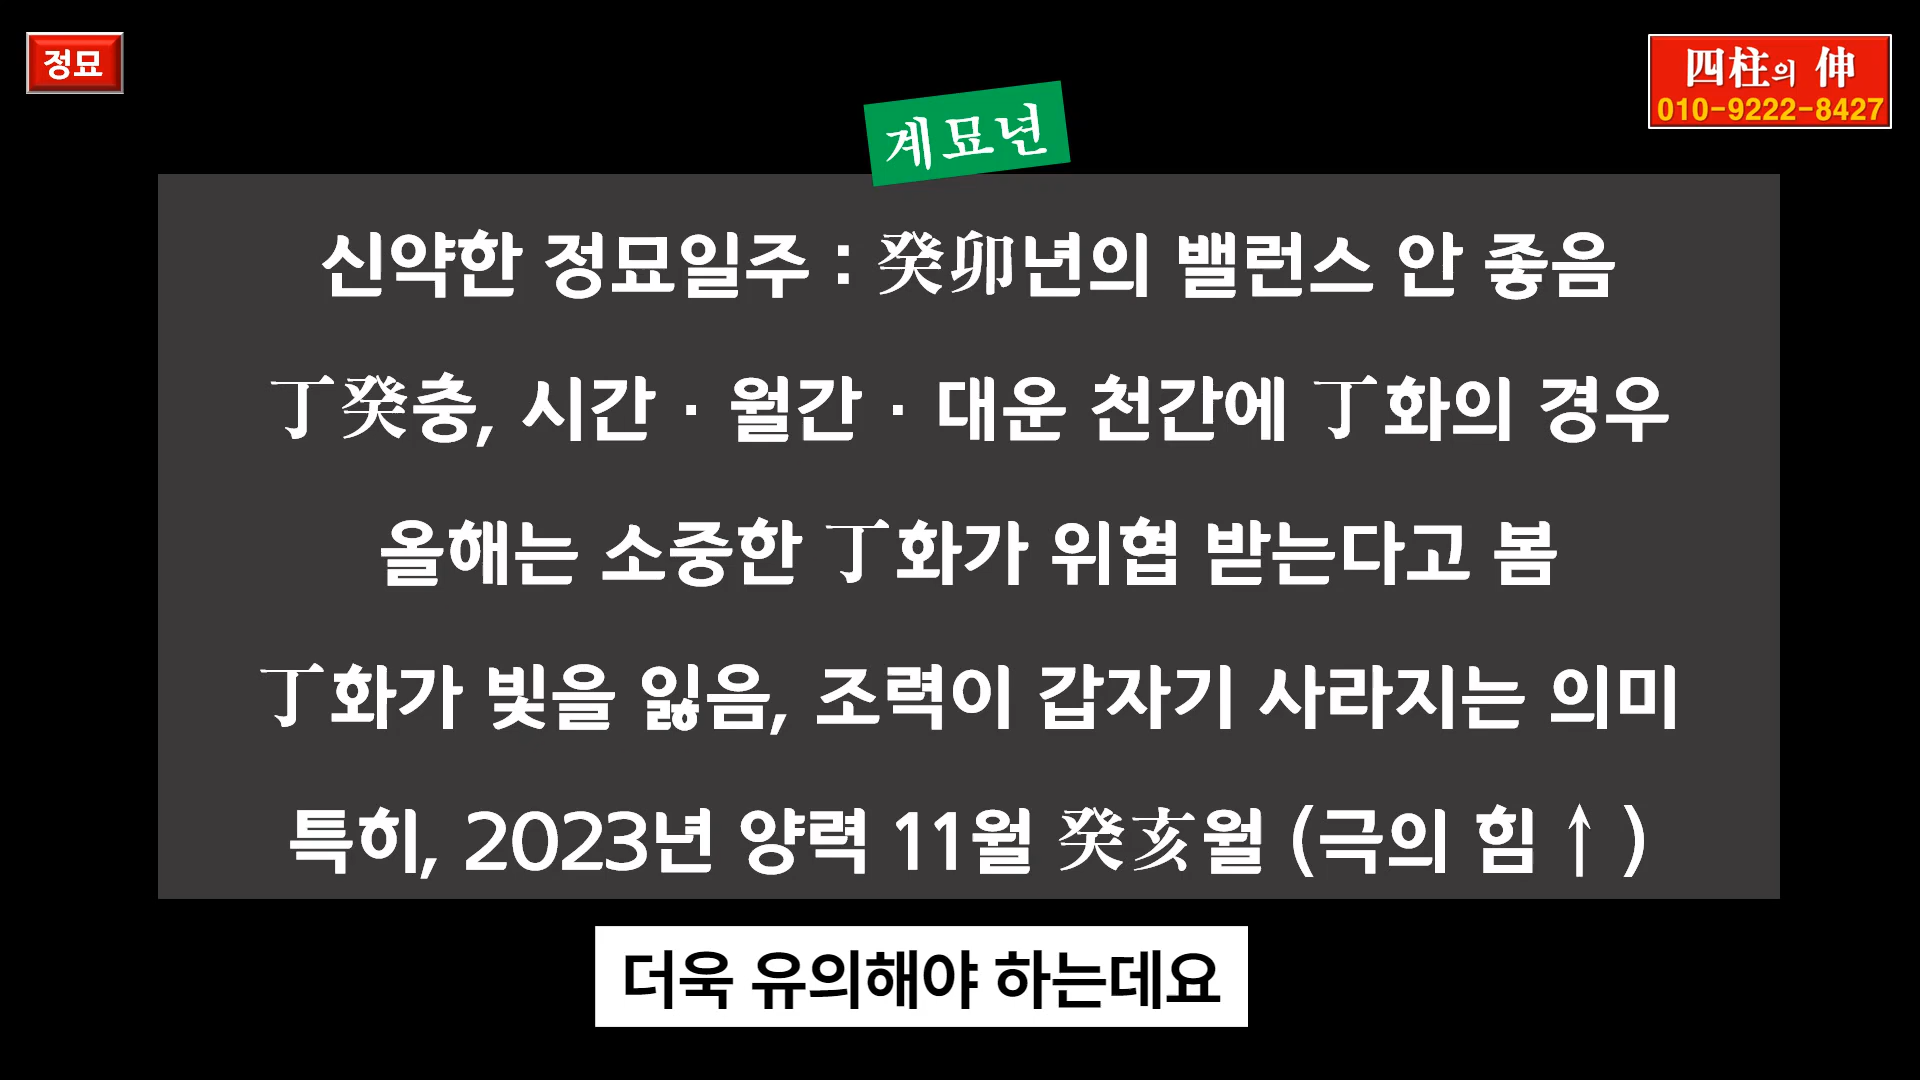 정묘
四柱의 伸
010-9222-8427
계묘년
신약한 정묘일주 : 癸卯년의 밸런스 안 좋음
丁癸충, 시간 · 월간 · 대운 천간에 丁화의 경우
올해는 소중한 丁화가 위협 받는다고 봄
丁화가 빛을 잃음, 조력이 갑자기 사라지는 의미
특히, 2023년 양력 11월 癸亥월 (극의 힘↑)
더욱 유의해야 하는데요